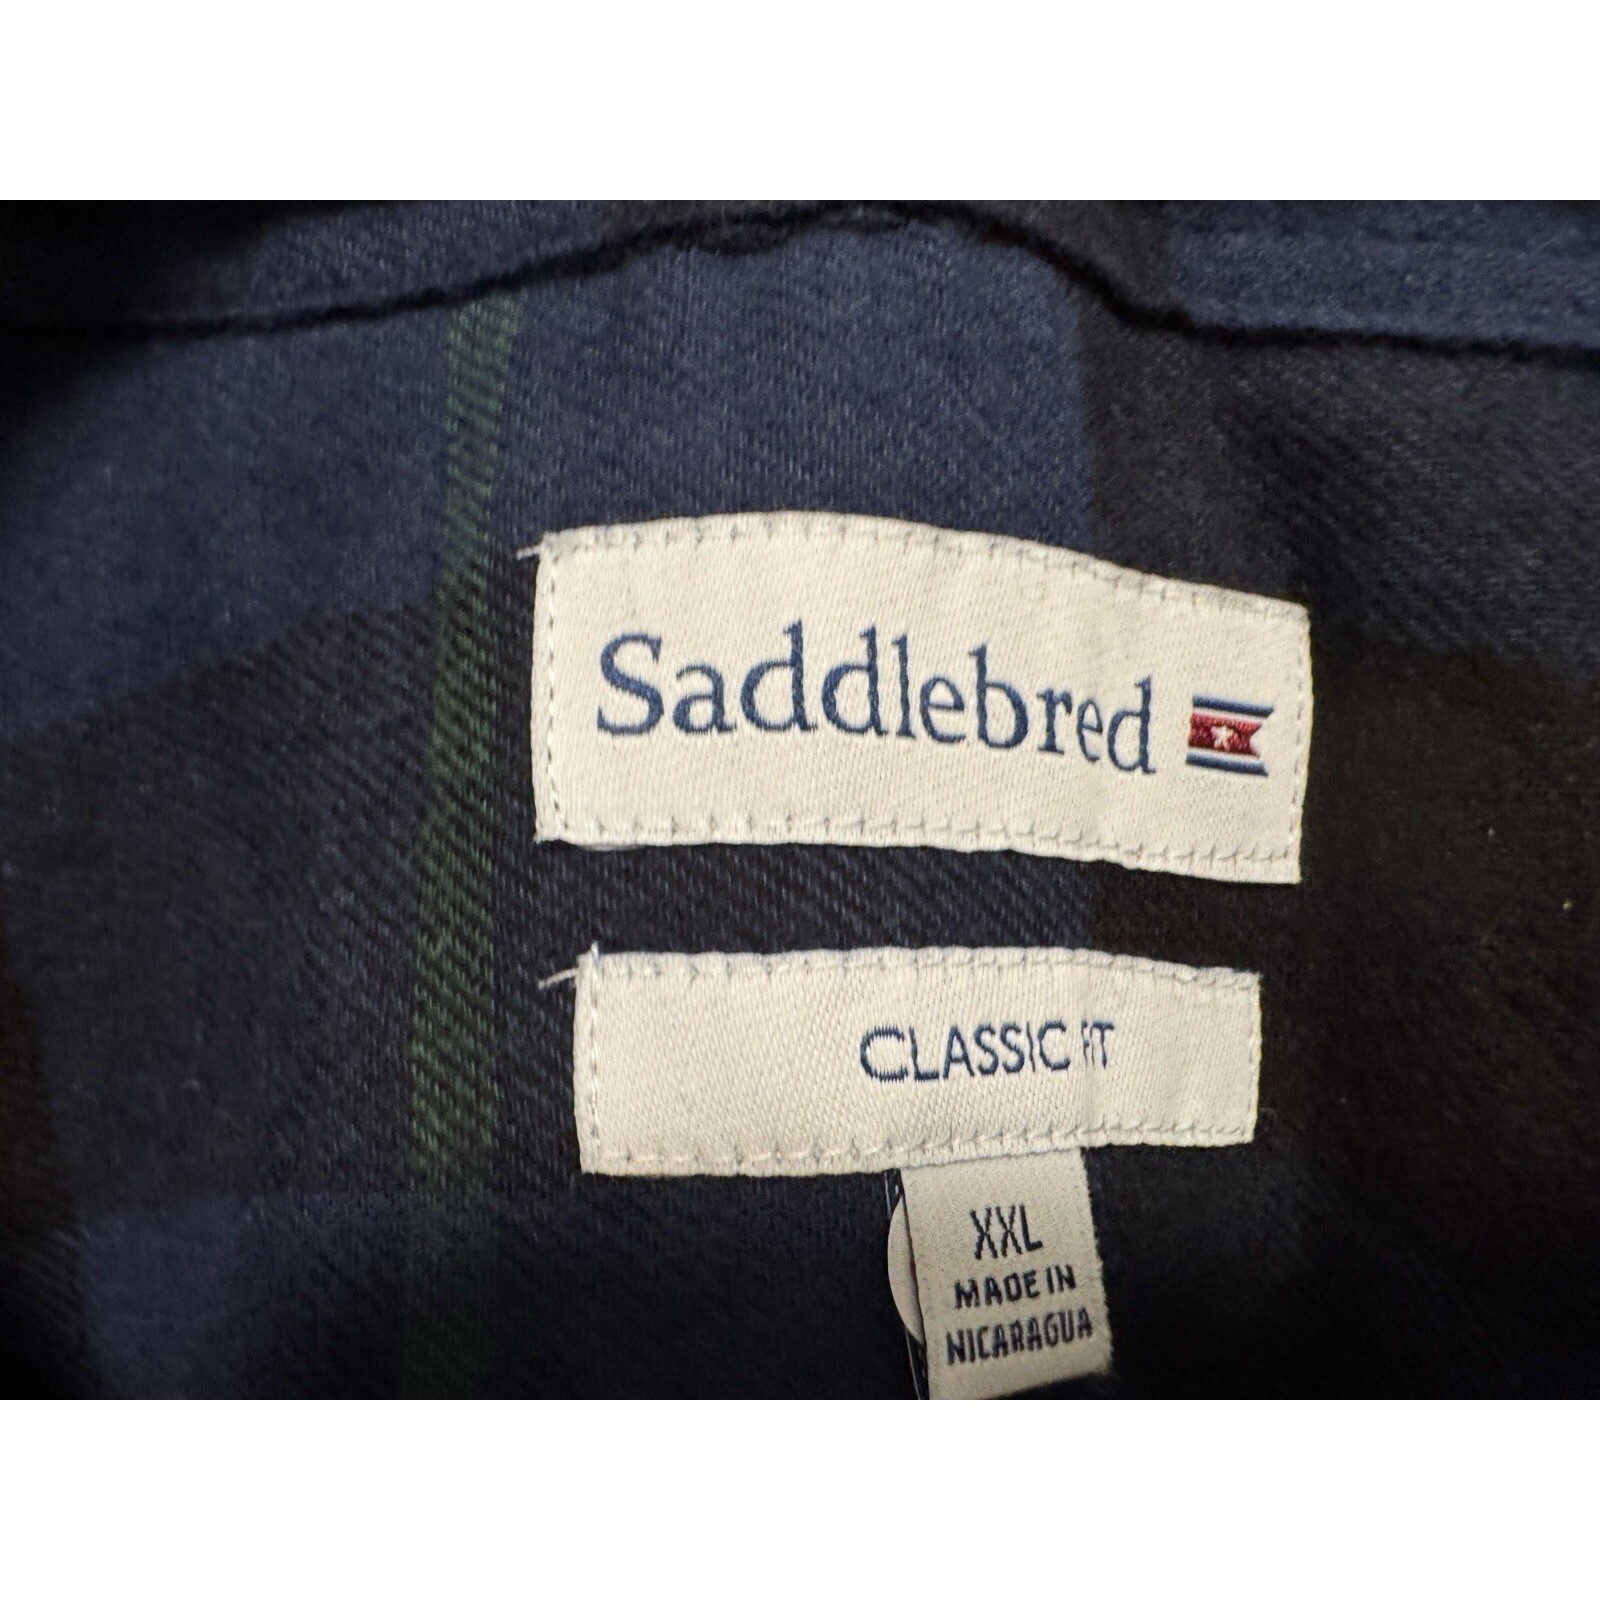 Saddlebred
CLASSIC FIT
XXL
MADE IN
NICARAGUA